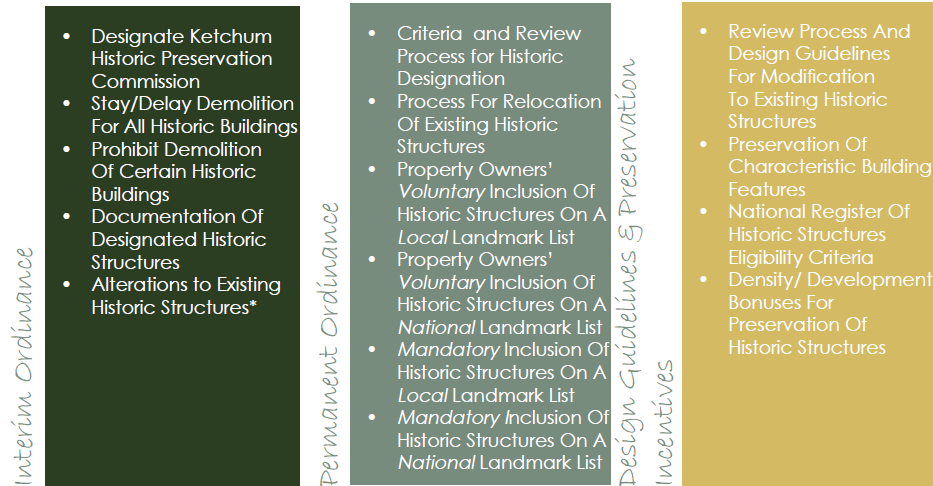 Interim Ordinance
• Designate Ketchum
Historic Preservation
Commission
• Stay/Delay Demolition
For All Historic Buildings
• Prohibit Demolition
Of Certain Historic
Buildings
• Documentation Of
Designated Historic
Structures
• Alterations to Existing
Historic Structures*
Permanent Ordinance
• Criteria and Review
Process for Historic
Designation
• Process For Relocation
Of Existing Historic
Structures
• Property Owners’
Voluntary Inclusion Of
Historic Structures On A
Local Landmark List
• Property Owners’
Voluntary Inclusion Of
Historic Structures On A
National Landmark List
• Mandatory Inclusion Of
Historic Structures On A
Local Landmark List
• Mandatory Inclusion Of
Historic Structures On A
National Landmark List
Design Guidelines & Preservation
Incentives
• Review Process And
Design Guidelines
For Modification
To Existing Historic
Structures
• Preservation Of
Characteristic Building
Features
• National Register Of
Historic Structures
Eligibility Criteria
• Density/ Development
Bonuses For
Preservation Of
Historic Structures